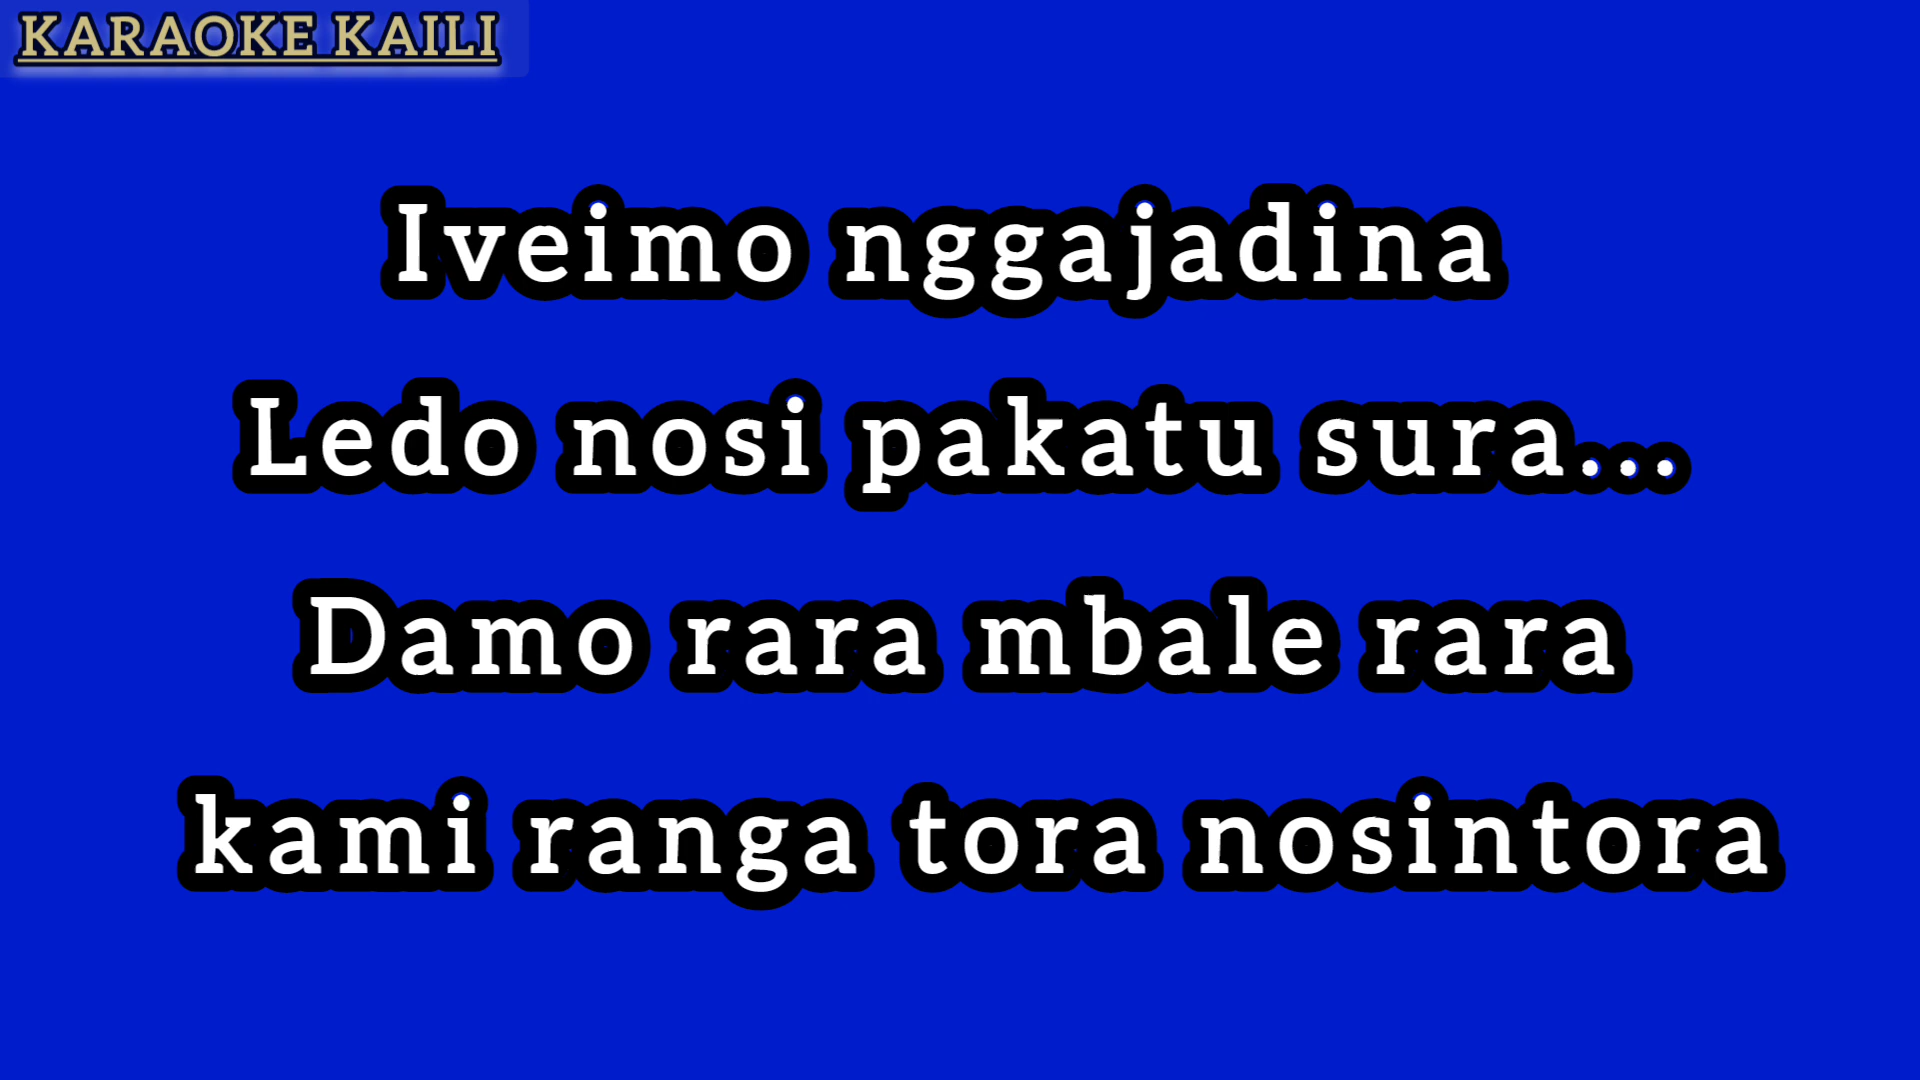 KARAOKE KAILI
Iveimo nggajadina
Ledo nosi pakatu sura...
Damo rara mbale rara
kami ranga tora nosintora